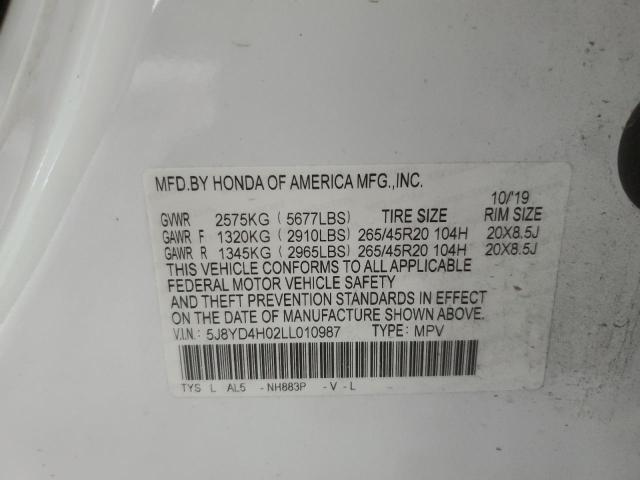 MFD.BY HONDA OF AMERICA MFG.,INC.
10/'19
GVWR 2575KG (5677LBS) TIRE SIZE RIM SIZE
GAWR F 1320KG (2910LBS) 265/45R20 104H 20X8.5J
GAWR R 1345KG (2965LBS) 265/45R20 104H 20X8.5J
THIS VEHICLE CONFORMS TO ALL APPLICABLE
FEDERAL MOTOR VEHICLE SAFETY
AND THEFT PREVENTION STANDARDS IN EFFECT
ON THE DATE OF MANUFACTURE SHOWN ABOVE.
V.I.N.: 5J8YD4H02LL010987 TYPE: MPV
TYS L AL5 -NH883P -V-L